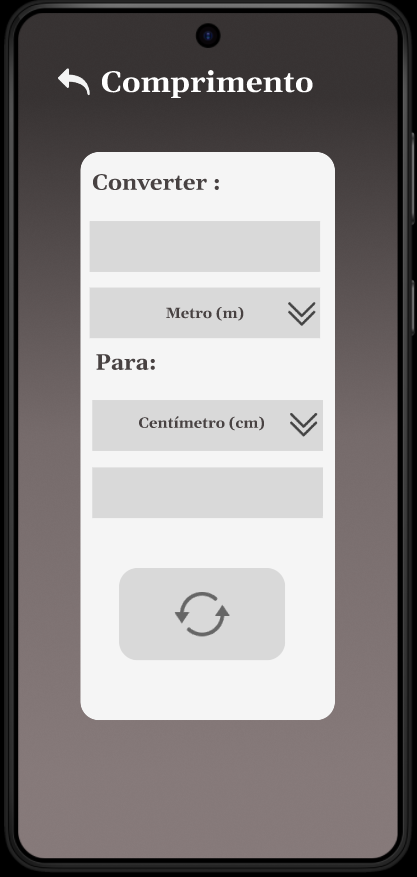 Comprimento
Converter :
Metro (m)
Para:
Centímetro (cm)